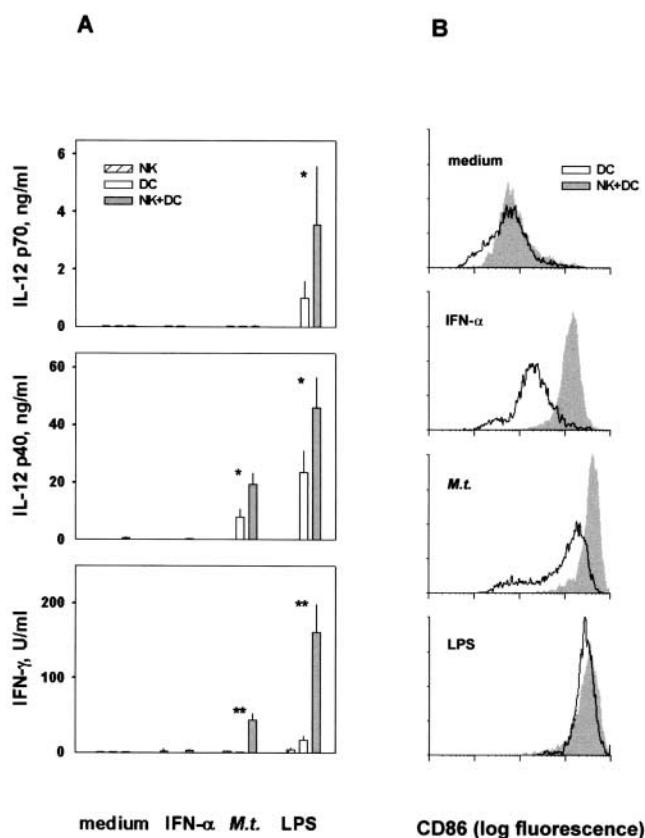 A
IL-12 p70, ng/ml
6
4
2
0
NK
DC
NK+DC
*
IL-12 p40, ng/ml
60
40
20
0
*
*
IFN-γ, U/ml
200
100
0
**
**
medium IFN-α M.t. LPS
B
medium
DC
NK+DC
IFN-α
M.t.
LPS
CD86 (log fluorescence)